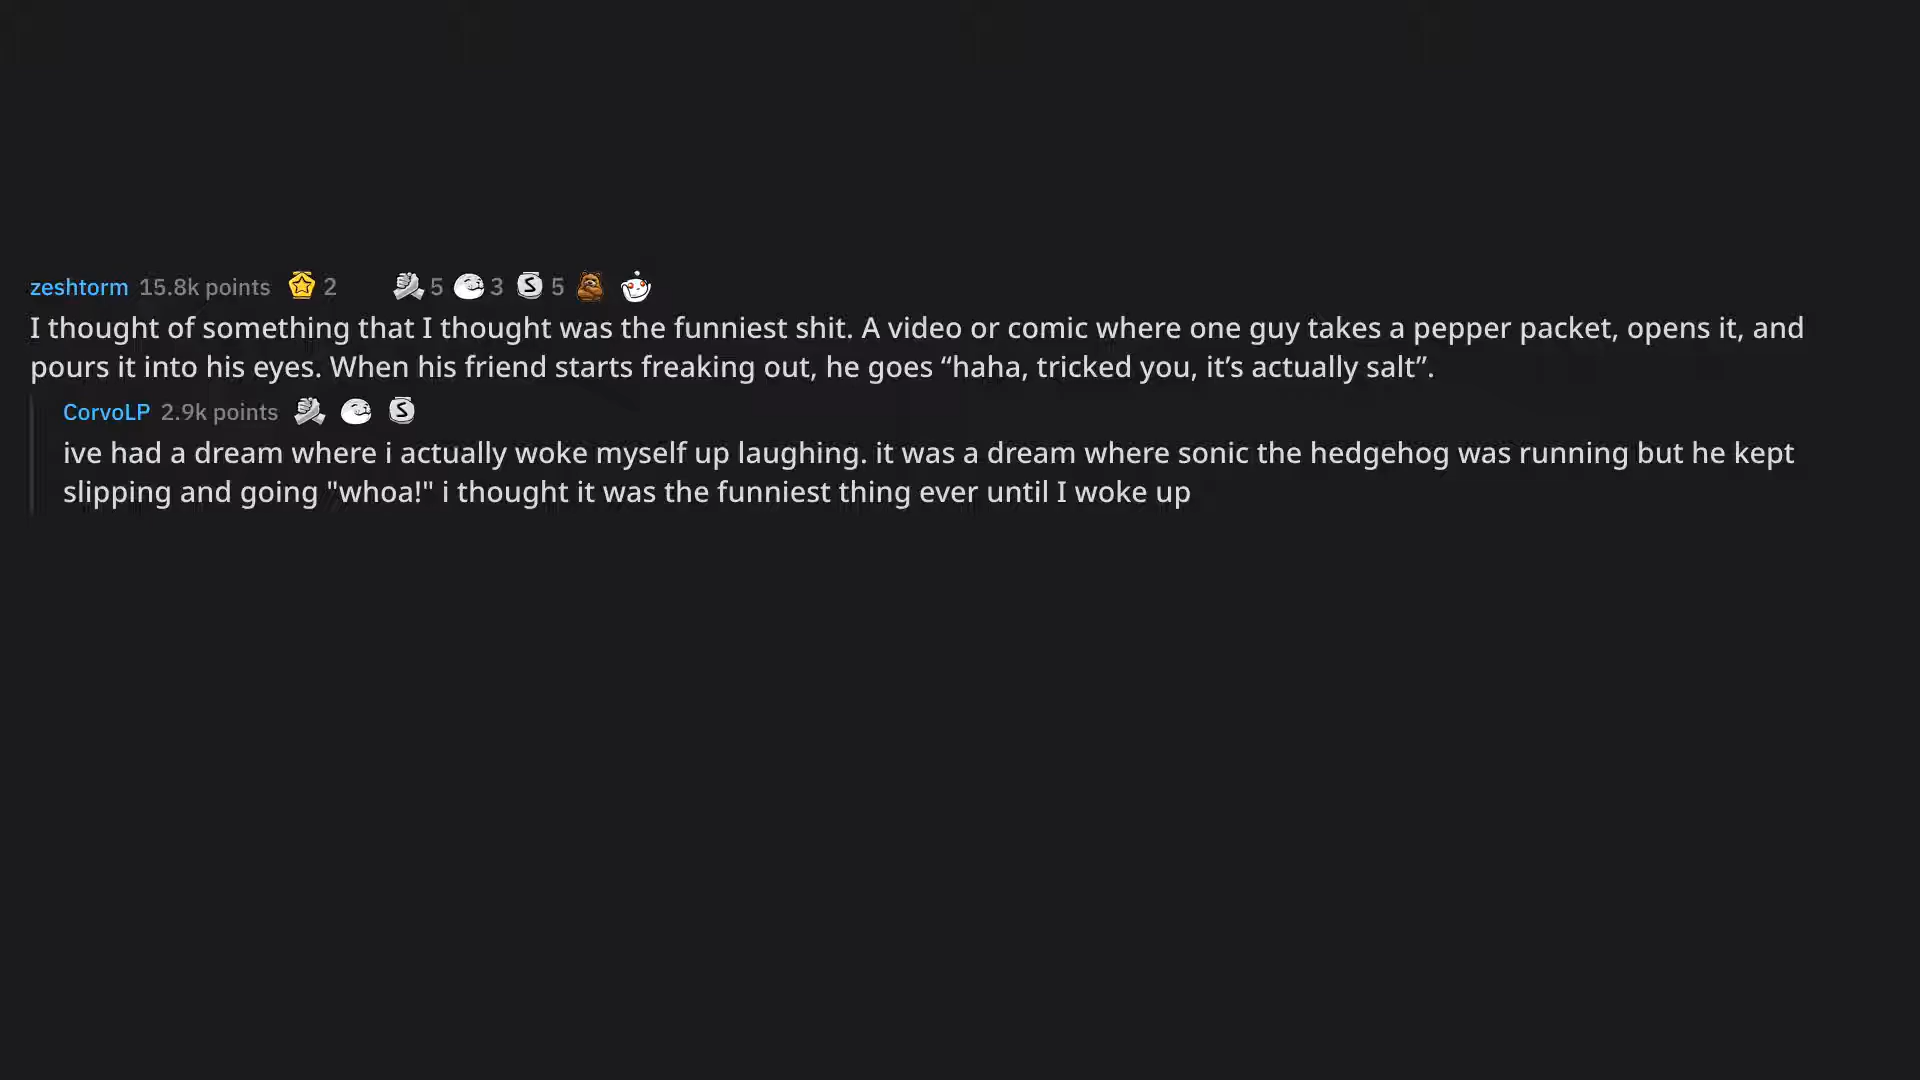 zeshtorm 15.8k points 2 5 3 5
I thought of something that I thought was the funniest shit. A video or comic where one guy takes a pepper packet, opens it, and
pours it into his eyes. When his friend starts freaking out, he goes “haha, tricked you, it’s actually salt”.
CorvoLP 2.9k points
ive had a dream where i actually woke myself up laughing. it was a dream where sonic the hedgehog was running but he kept
slipping and going "whoa!" i thought it was the funniest thing ever until I woke up